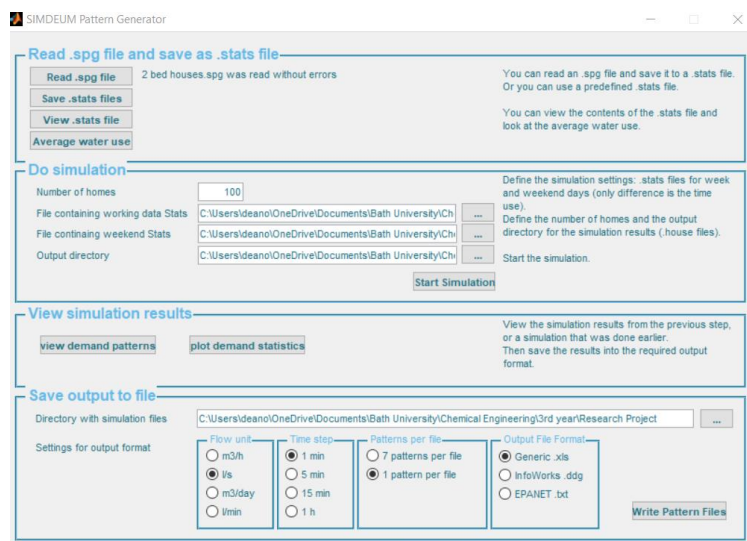 SIMDEUM Pattern Generator
Read .spg file and save as .stats file
Read .spg file
2 bed houses.spg was read without errors
Save .stats files
View .stats file
Average water use
You can read an .spg file and save it to a .stats file.
Or you can use a predefined .stats file.
You can view the contents of the .stats file and
look at the average water use.
Do simulation
Number of homes
100
File containing working data Stats
C:\Users\deano\OneDrive\Documents\Bath University\Ch
...
File continaing weekend Stats
C:\Users\deano\OneDrive\Documents\Bath University\Ch
...
Output directory
C:\Users\deano\OneDrive\Documents\Bath University\Ch
...
Start Simulation
Define the simulation settings: .stats files for week
and weekend days (only difference is the time
use).
Define the number of homes and the output
directory for the simulation results (.house files).
Start the simulation.
View simulation results
view demand patterns
plot demand statistics
View the simulation results from the previous step,
or a simulation that was done earlier.
Then save the results into the required output
format.
Save output to file
Directory with simulation files
C:\Users\deano\OneDrive\Documents\Bath University\Chemical Engineering\3rd year\Research Project
...
Settings for output format
Flow unit
m3/h
l/s
m3/day
l/min
Time step
1 min
5 min
15 min
1 h
Patterns per file
7 patterns per file
1 pattern per file
Output File Format
Generic .xls
InfoWorks .ddg
EPANET .txt
Write Pattern Files